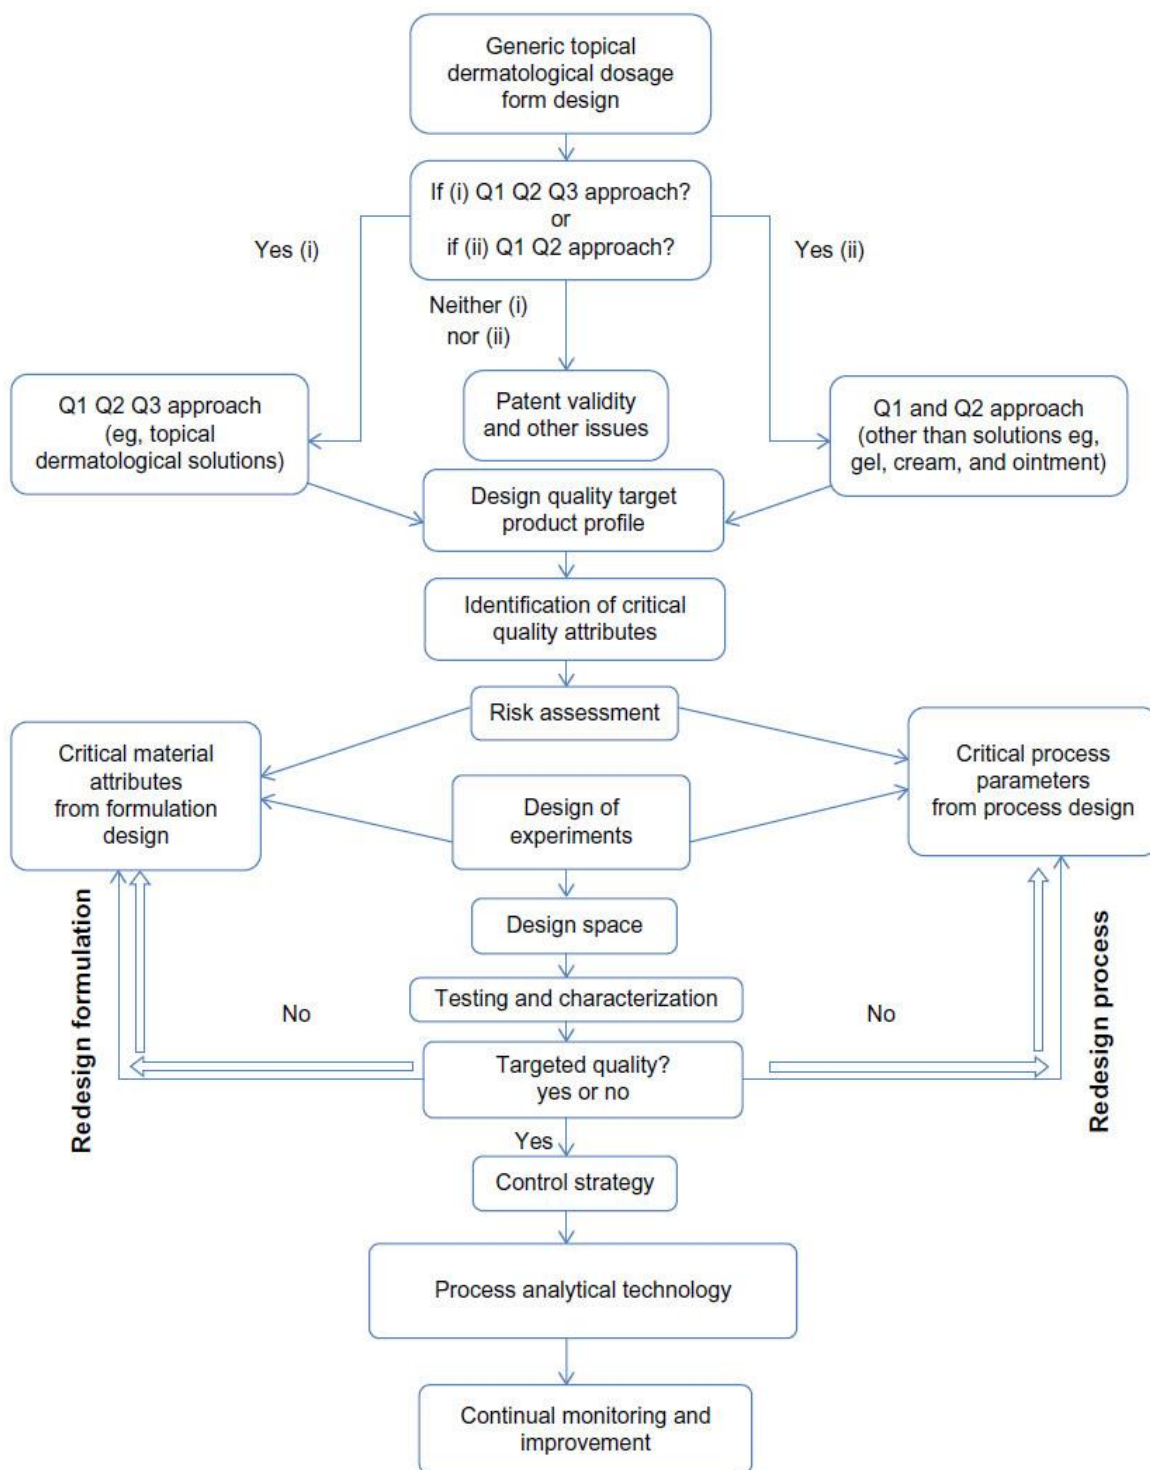 Generic topical
dermatological dosage
form design
If (i) Q1 Q2 Q3 approach?
or
if (ii) Q1 Q2 approach?
Yes (i)
Yes (ii)
Neither (i)
nor (ii)
Q1 Q2 Q3 approach
(eg, topical
dermatological solutions)
Patent validity
and other issues
Q1 and Q2 approach
(other than solutions eg,
gel, cream, and ointment)
Design quality target
product profile
Identification of critical
quality attributes
Risk assessment
Critical material
attributes
from formulation
design
Critical process
parameters
from process design
Design of
experiments
Design space
Testing and characterization
Redesign formulation
No
No
Redesign process
Targeted quality?
yes or no
Yes
Control strategy
Process analytical technology
Continual monitoring and
improvement